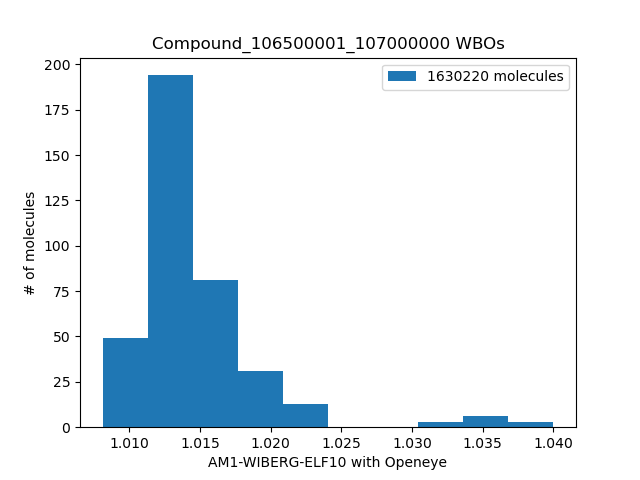 Compound_106500001_107000000 WBOs
1630220 molecules
# of molecules
200
175
150
125
100
75
50
25
0
1.010 1.015 1.020 1.025 1.030 1.035 1.040
AM1-WIBERG-ELF10 with Openeye